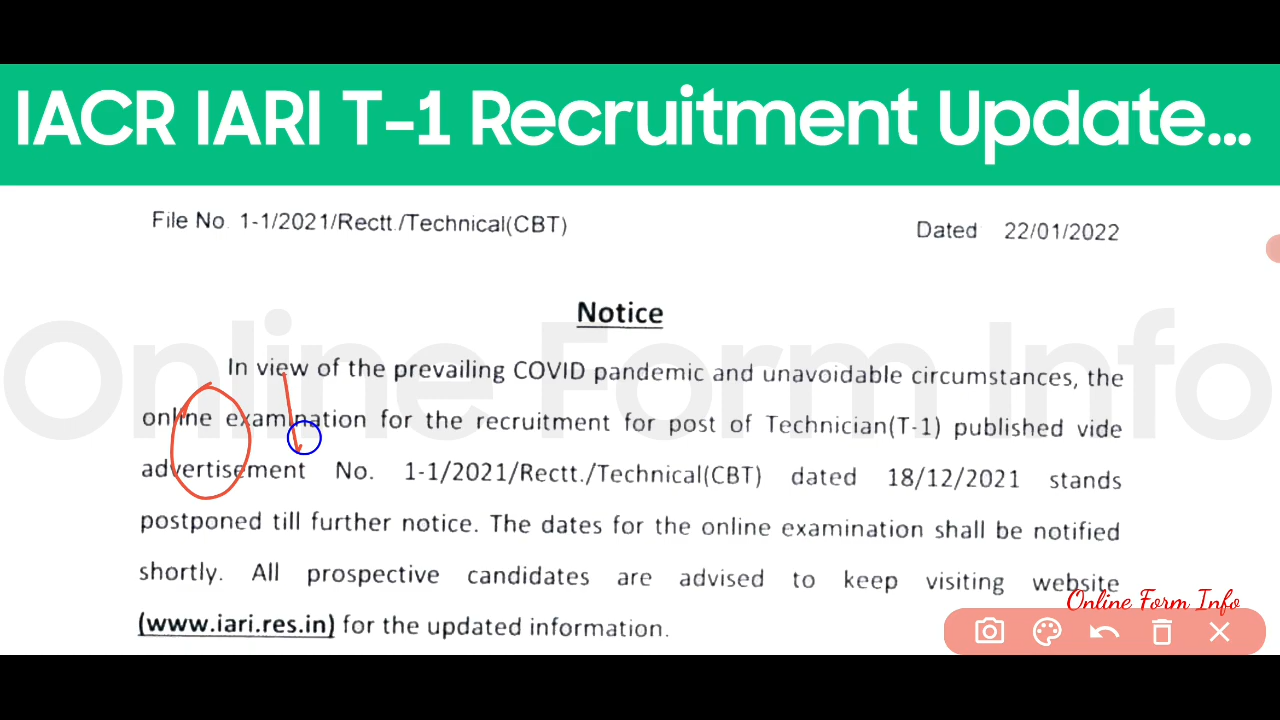 IACR IARI T-1 Recruitment Update...
File No. 1-1/2021/Rectt./Technical(CBT) Dated 22/01/2022
Notice
In view of the prevailing COVID pandemic and unavoidable circumstances, the
online examination for the recruitment for post of Technician(T-1) published vide
advertisement No. 1-1/2021/Rectt./Technical(CBT) dated 18/12/2021 stands
postponed till further notice. The dates for the online examination shall be notified
shortly. All prospective candidates are advised to keep visiting website
(www.iari.res.in) for the updated information.
Online Form Info
Online Form Info